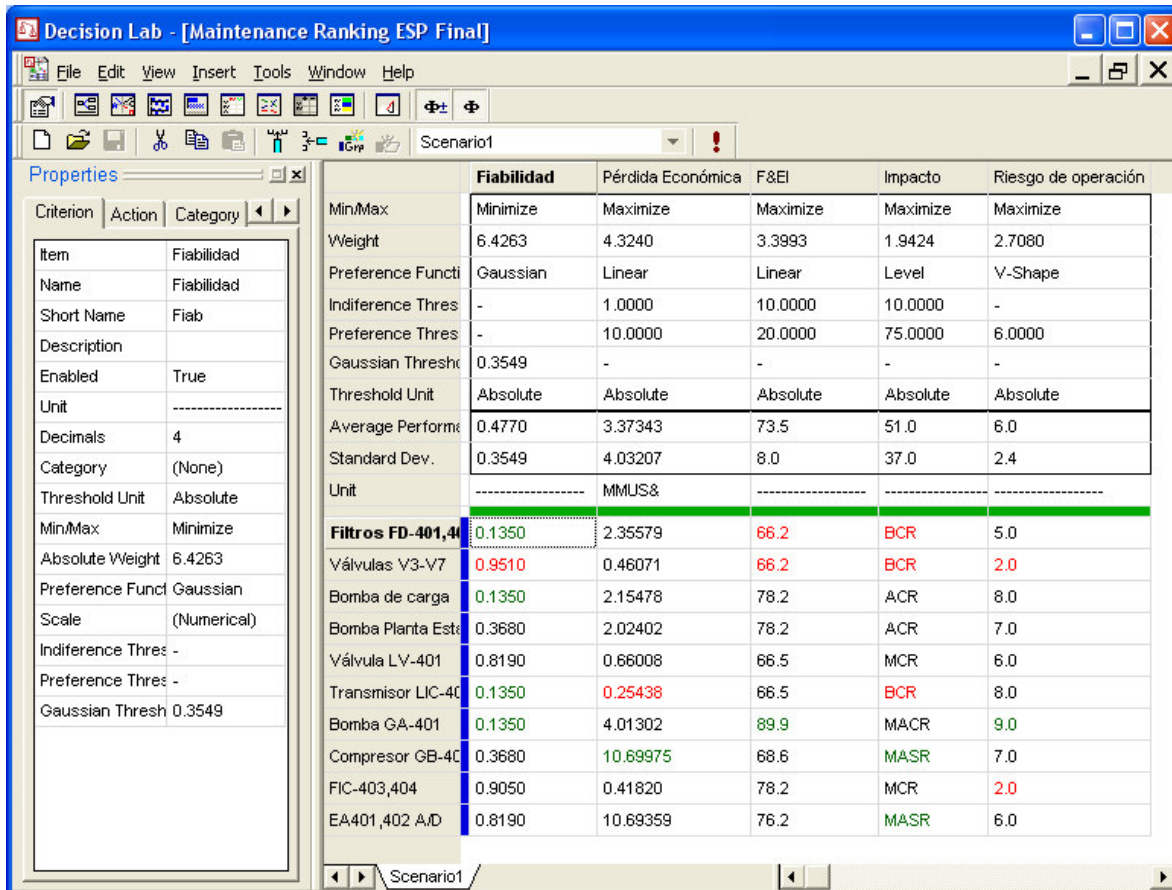 Decision Lab - [Maintenance Ranking ESP Final]
File Edit View Insert Tools Window Help
Φ± Φ
Grp Scenario1
Properties
Criterion Action Category
Item Fiabilidad
Name Fiabilidad
Short Name Fiab
Description
Enabled True
Unit ------------------
Decimals 4
Category (None)
Threshold Unit Absolute
Min/Max Minimize
Absolute Weight 6.4263
Preference Funct Gaussian
Scale (Numerical)
Indiference Thres -
Preference Thres -
Gaussian Thresh 0.3549
Fiabilidad Pérdida Económica F&EI Impacto Riesgo de operación
Min/Max Minimize Maximize Maximize Maximize Maximize
Weight 6.4263 4.3240 3.3993 1.9424 2.7080
Preference Functi Gaussian Linear Linear Level V-Shape
Indiference Thres - 1.0000 10.0000 10.0000 -
Preference Thres - 10.0000 20.0000 75.0000 6.0000
Gaussian Thresho 0.3549 - - - -
Threshold Unit Absolute Absolute Absolute Absolute Absolute
Average Performa 0.4770 3.37343 73.5 51.0 6.0
Standard Dev. 0.3549 4.03207 8.0 37.0 2.4
Unit ------------------ MMUS& ------------------ ------------------ ------------------
Filtros FD-401,40 0.1350 2.35579 66.2 BCR 5.0
Válvulas V3-V7 0.9510 0.46071 66.2 BCR 2.0
Bomba de carga 0.1350 2.15478 78.2 ACR 8.0
Bomba Planta Esta 0.3680 2.02402 78.2 ACR 7.0
Válvula LV-401 0.8190 0.66008 66.5 MCR 6.0
Transmisor LIC-40 0.1350 0.25438 66.5 BCR 8.0
Bomba GA-401 0.1350 4.01302 89.9 MACR 9.0
Compresor GB-40 0.3680 10.69975 68.6 MASR 7.0
FIC-403,404 0.9050 0.41820 78.2 MCR 2.0
EA401,402 A/D 0.8190 10.69359 76.2 MASR 6.0
Scenario1